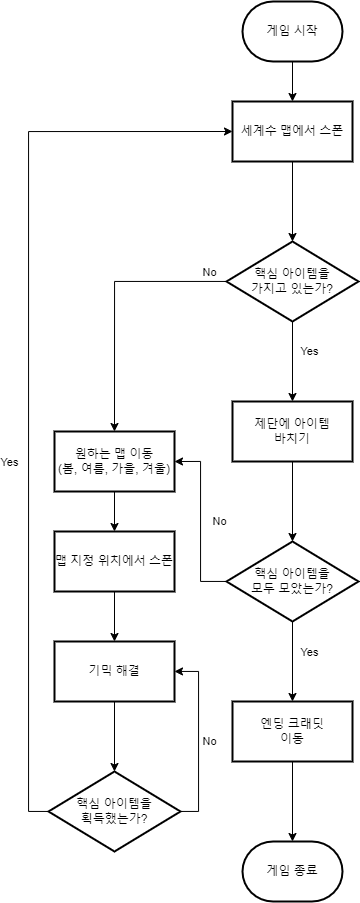 게임 시작
세계수 맵에서 스폰
핵심 아이템을
가지고 있는가?
No
Yes
제단에 아이템
바치기
원하는 맵 이동
(봄, 여름, 가을, 겨울)
Yes
No
맵 지정 위치에서 스폰
핵심 아이템을
모두 모았는가?
Yes
기믹 해결
엔딩 크래딧
이동
No
핵심 아이템을
획득했는가?
게임 종료